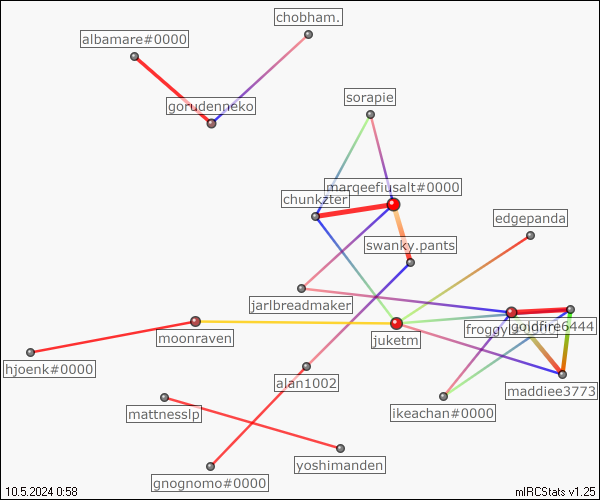 chobham.
albamare#0000
gorudenneko
sorapie
marqeefiusalt#0000
chunkzter
edgepanda
swanky.pants
jarlbreadmaker
froggy
goldfire6444
moonraven
juketm
hjoenk#0000
alan1002
maddiee3773
mattnesslp
ikeachan#0000
yoshimanden
gnognomo#0000
10.5.2024 0:58
mIRCStats v1.25